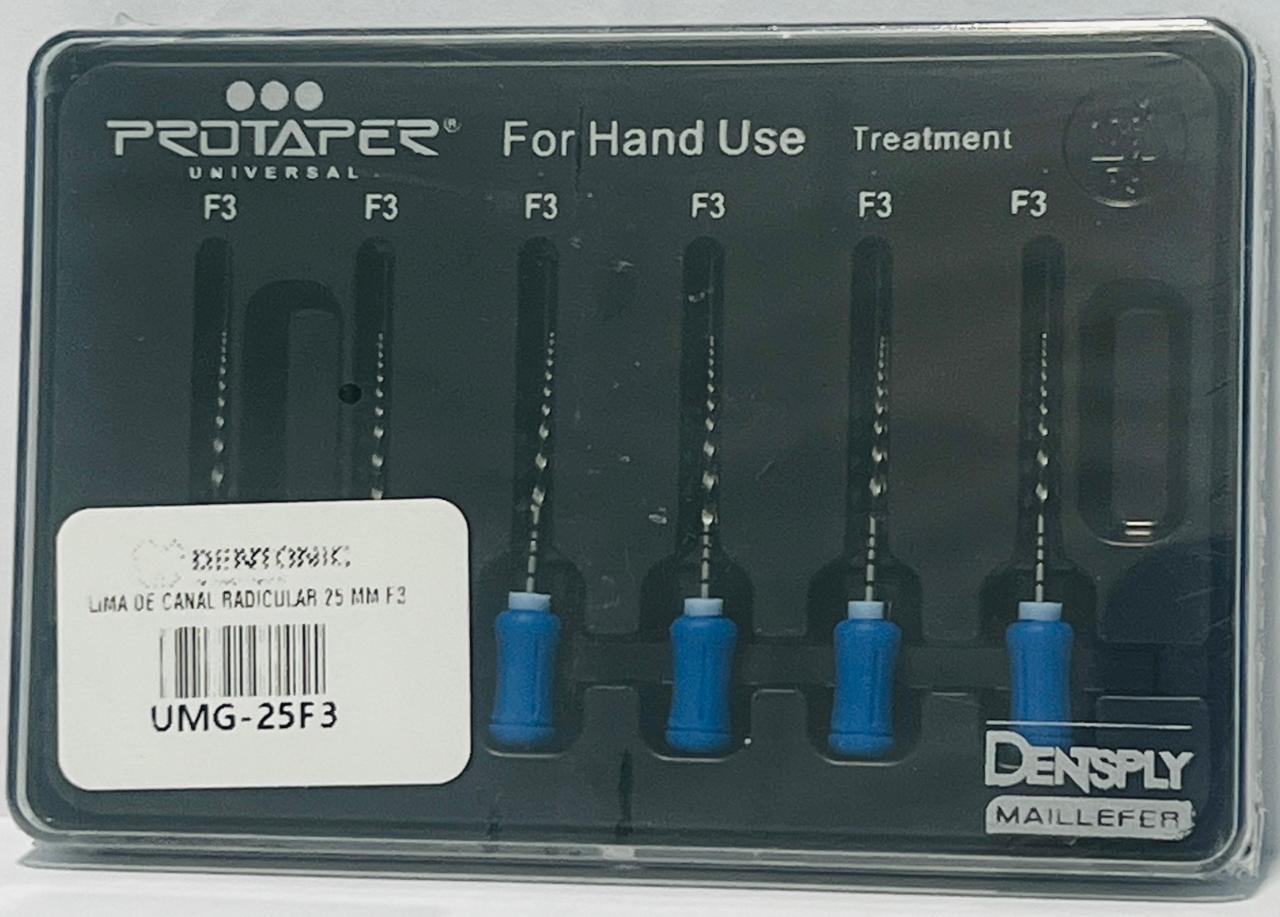 PROTAPER®
UNIVERSAL
For Hand Use
Treatment
F3 F3 F3 F3 F3 F3
DENTONIC
LIMA DE CANAL RADICULAR 25 MM F3
UMG-25F3
DENSPLY
MAILLEFER